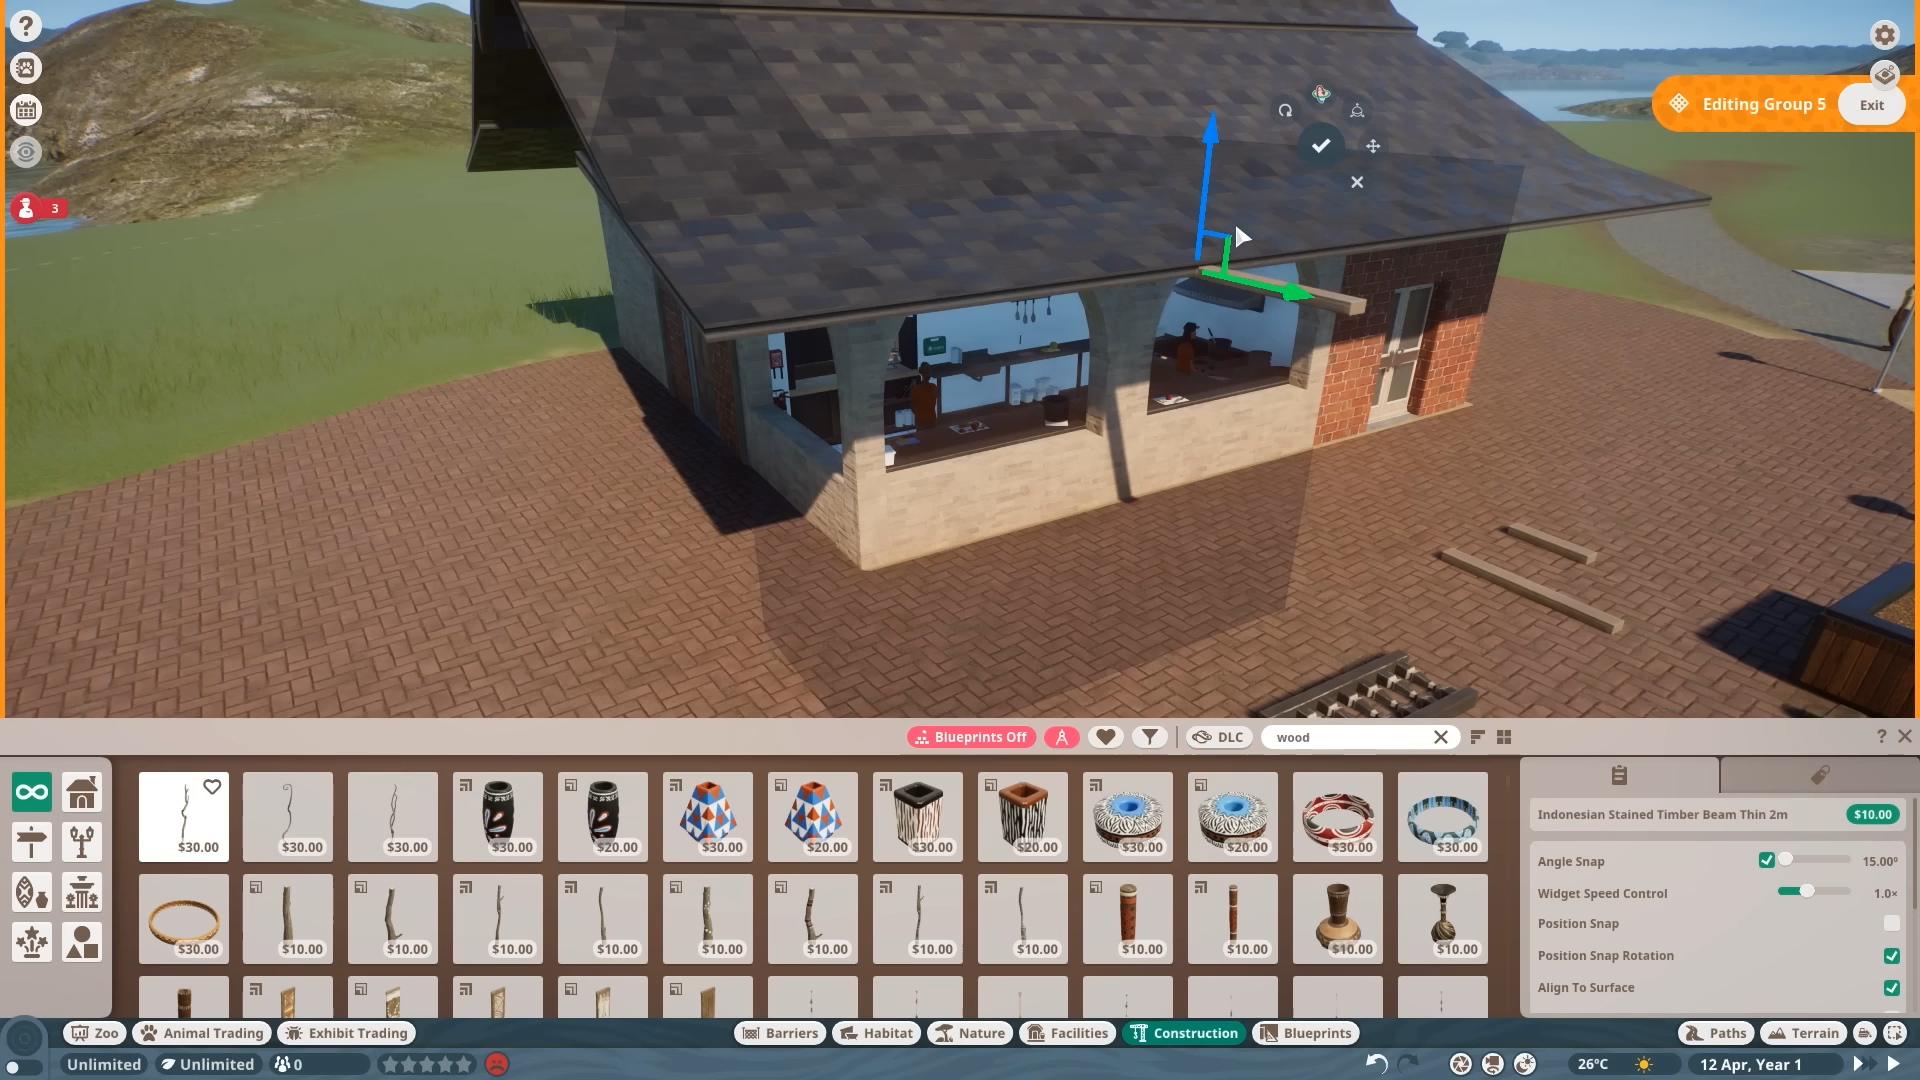 ?
Editing Group 5
Exit
3
Blueprints Off
DLC
wood
?
$30.00
$30.00
$30.00
$30.00
$20.00
$30.00
$20.00
$30.00
$20.00
$30.00
$20.00
$30.00
$30.00
$30.00
$10.00
$10.00
$10.00
$10.00
$10.00
$10.00
$10.00
$10.00
$10.00
$10.00
$10.00
$10.00
Indonesian Stained Timber Beam Thin 2m
$10.00
Angle Snap
15.00º
Widget Speed Control
1.0×
Position Snap
Position Snap Rotation
Align To Surface
Zoo
Animal Trading
Exhibit Trading
Barriers
Habitat
Nature
Facilities
Construction
Blueprints
Paths
Terrain
Unlimited
Unlimited
0
26°C
12 Apr, Year 1